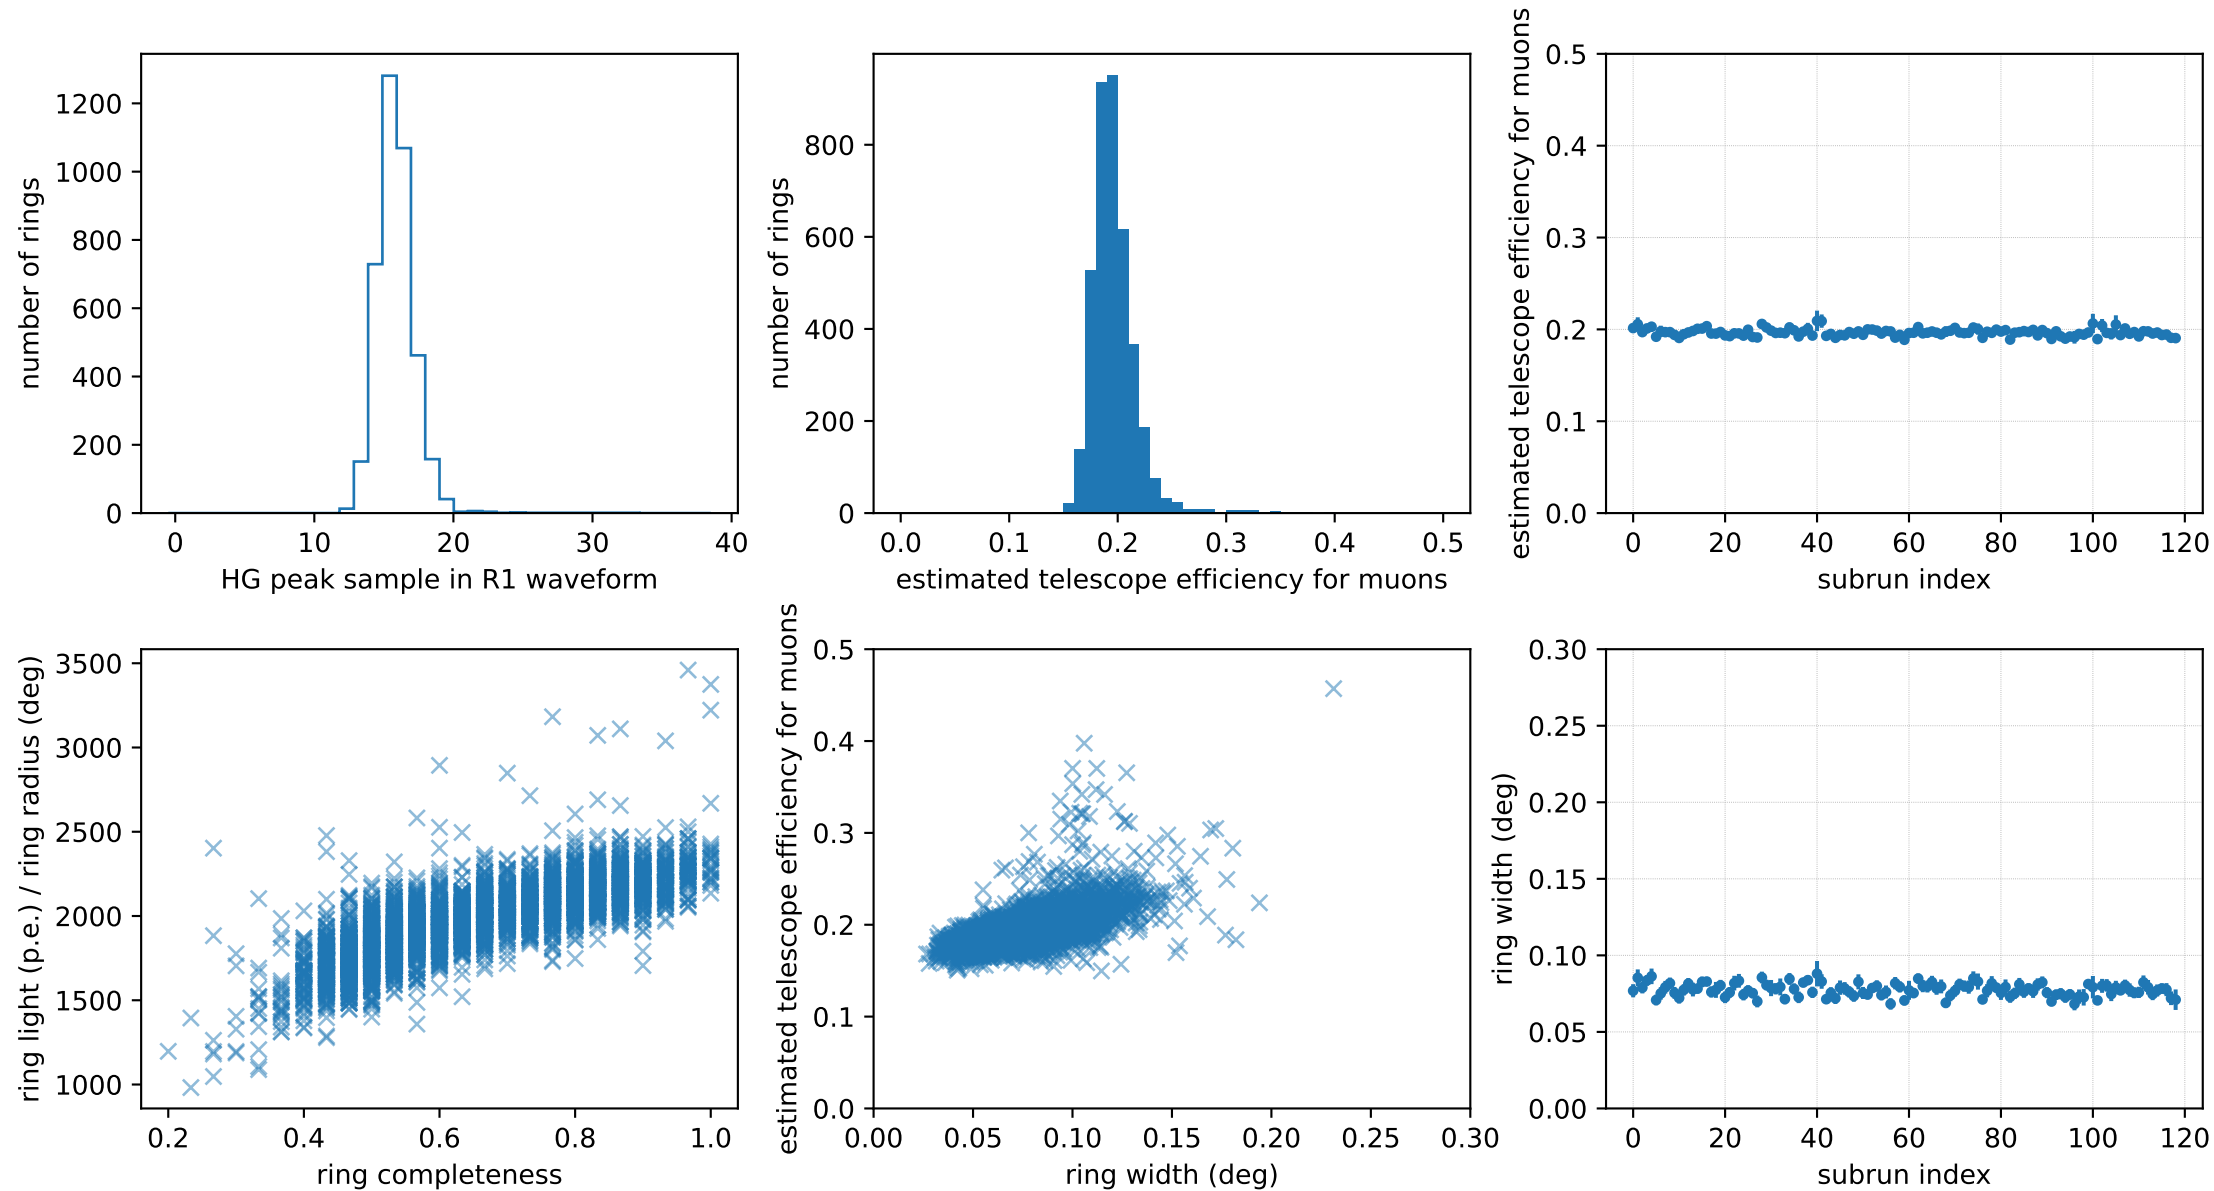 number of rings
1200
1000
800
600
400
200
0
0 10 20 30 40
HG peak sample in R1 waveform
number of rings
800
600
400
200
0
0.0 0.1 0.2 0.3 0.4 0.5
estimated telescope efficiency for muons
estimated telescope efficiency for muons
0.5
0.4
0.3
0.2
0.1
0.0
0 20 40 60 80 100 120
subrun index
ring light (p.e.) / ring radius (deg)
3500
3000
2500
2000
1500
1000
0.2 0.4 0.6 0.8 1.0
ring completeness
estimated telescope efficiency for muons
0.5
0.4
0.3
0.2
0.1
0.0
0.00 0.05 0.10 0.15 0.20 0.25 0.30
ring width (deg)
ring width (deg)
0.30
0.25
0.20
0.15
0.10
0.05
0.00
0 20 40 60 80 100 120
subrun index